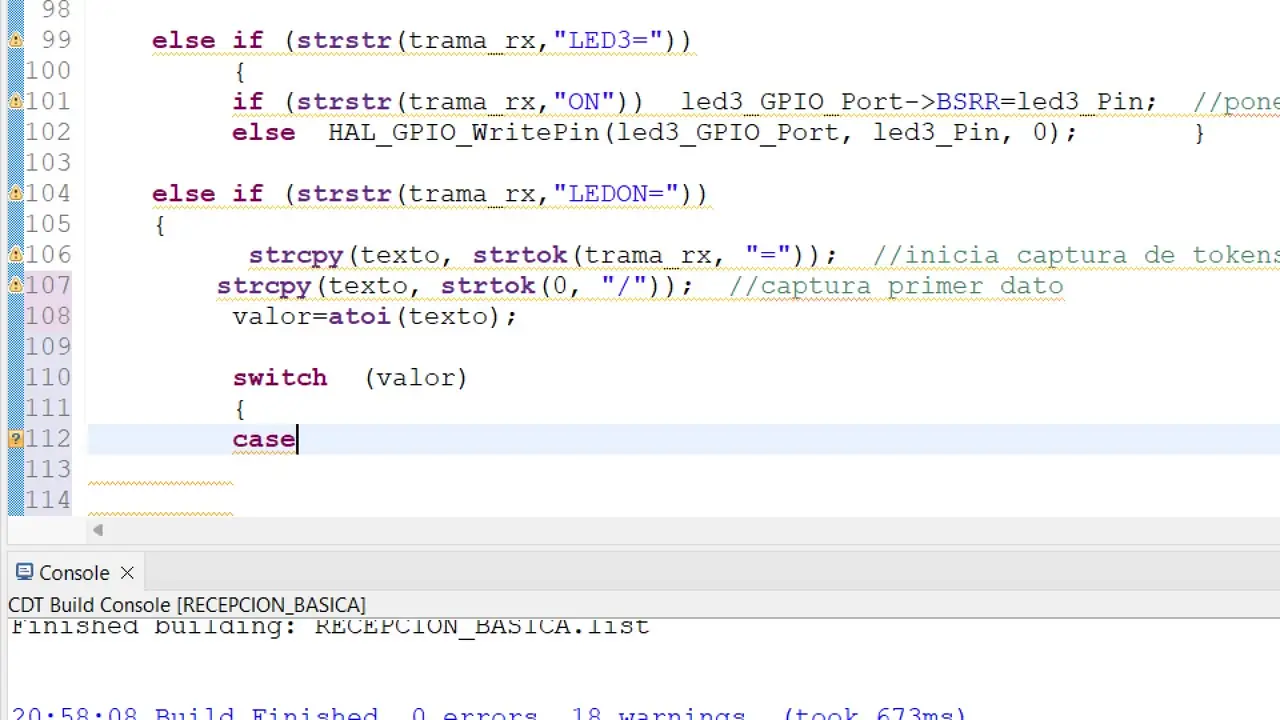 98
99 else if (strstr(trama_rx,"LED3="))
100 {
101 if (strstr(trama_rx,"ON")) led3_GPIO_Port->BSRR=led3_Pin; //pone
102 else HAL_GPIO_WritePin(led3_GPIO_Port, led3_Pin, 0); }
103
104 else if (strstr(trama_rx,"LEDON="))
105 {
106 strcpy(texto, strtok(trama_rx, "=")); //inicia captura de tokens
107 strcpy(texto, strtok(0, "/")); //captura primer dato
108 valor=atoi(texto);
109
110 switch (valor)
111 {
112 case
113
114
Console
CDT Build Console [RECEPCION_BASICA]
Finished building: RECEPCION_BASICA.list
20:58:08 Build Finished. 0 errors, 18 warnings. (took 673ms)